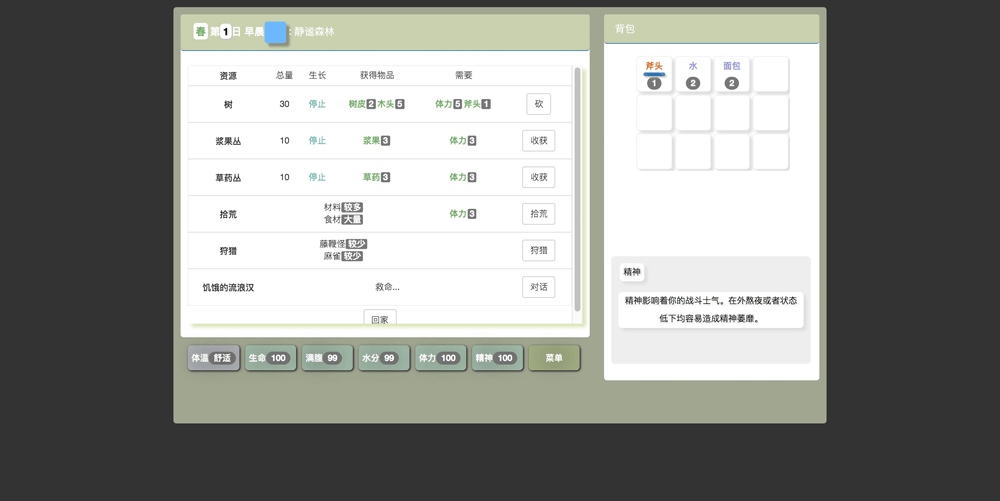 春 第1日 早晨 : 静谧森林
资源 总量 生长 获得物品 需要
树 30 停止 树皮2 木头5 体力5 斧头1 砍
浆果丛 10 停止 浆果3 体力3 收获
草药丛 10 停止 草药3 体力3 收获
拾荒 材料较多 体力3 拾荒
食材大量
狩猎 藤鞭怪较少 狩猎
麻雀较少
饥饿的流浪汉 救命... 对话
回家
体温 舒适 生命 100 满腹 99 水分 99 体力 100 精神 100 菜单
背包
斧头 水 面包
1 2 2
精神
精神影响着你的战斗士气。在外熬夜或者状态
低下均容易造成精神萎靡。